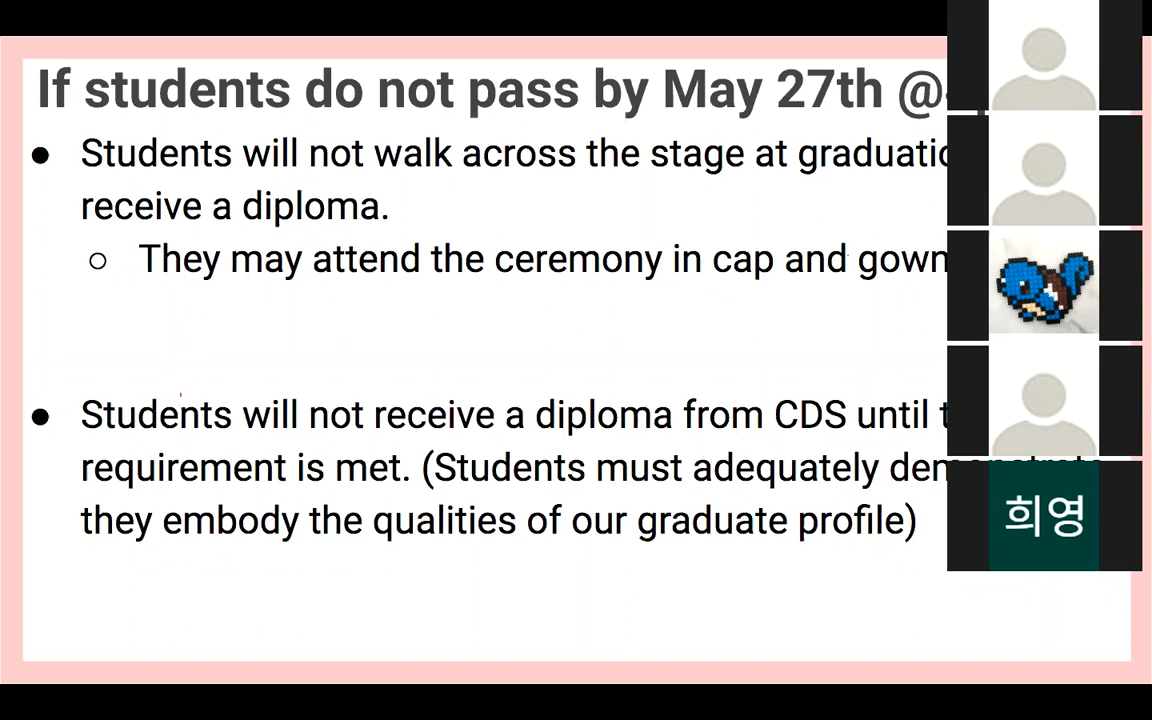 If students do not pass by May 27th @
● Students will not walk across the stage at
receive a diploma.
○ They may attend the ceremony in cap and gown
● Students will not receive a diploma from CDS until
requirement is met. (Students must adequately
they embody the qualities of our graduate profile)
희영